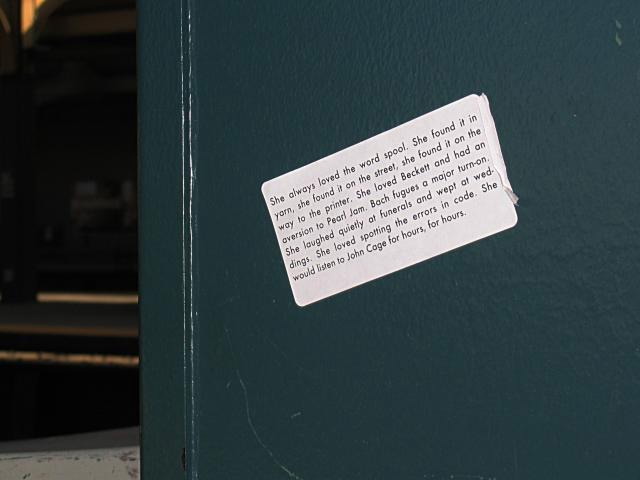 She always loved the word spool. She found it in
yarn, she found it on the street, she found it on the
way to the printer. She loved Beckett and had an
aversion to Pearl Jam. Bach fugues a major turn-on.
She laughed quietly at funerals and wept at wed-
dings. She loved spotting the errors in code. She
would listen to John Cage for hours, for hours.